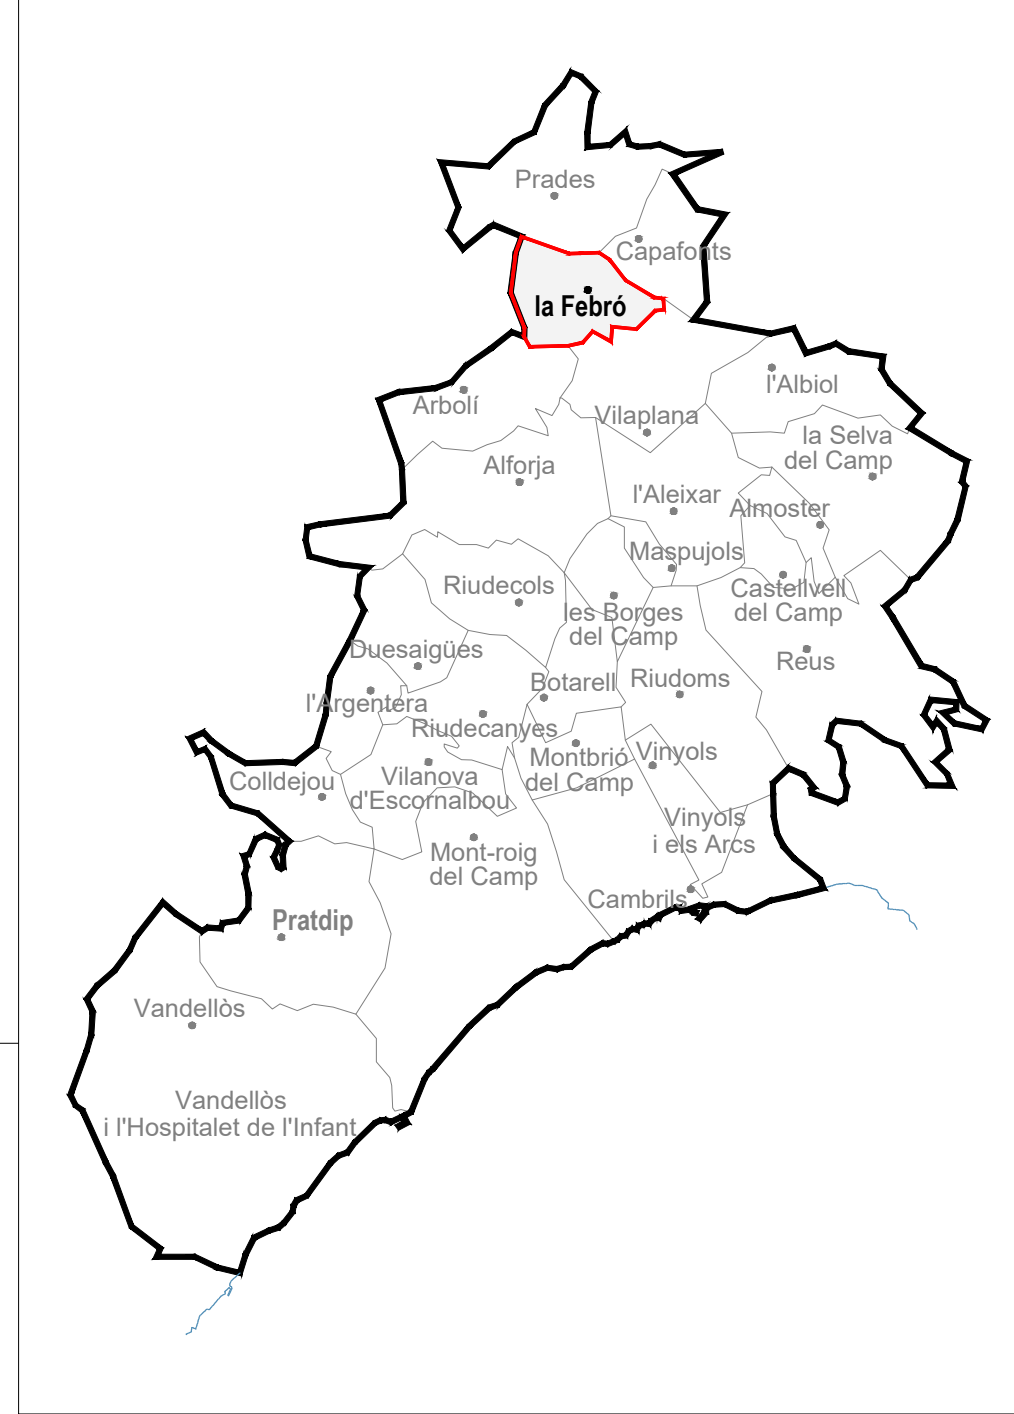 Prades
Capafonts
la Febró
l'Albiol
Arbolí
Vilaplana
la Selva
del Camp
Alforja
l'Aleixar
Almoster
Maspujols
Riudecols
Castellvell
del Camp
les Borges
del Camp
Duesaigües
Reus
Botarell
Riudoms
l'Argentera
Riudecanyes
Montbrió
del Camp
Vinyols
Colldejou
Vilanova
d'Escornalbou
Vinyols
i els Arcs
Mont-roig
del Camp
Cambrils
Pratdip
Vandellòs
Vandellòs
i l'Hospitalet de l'Infant